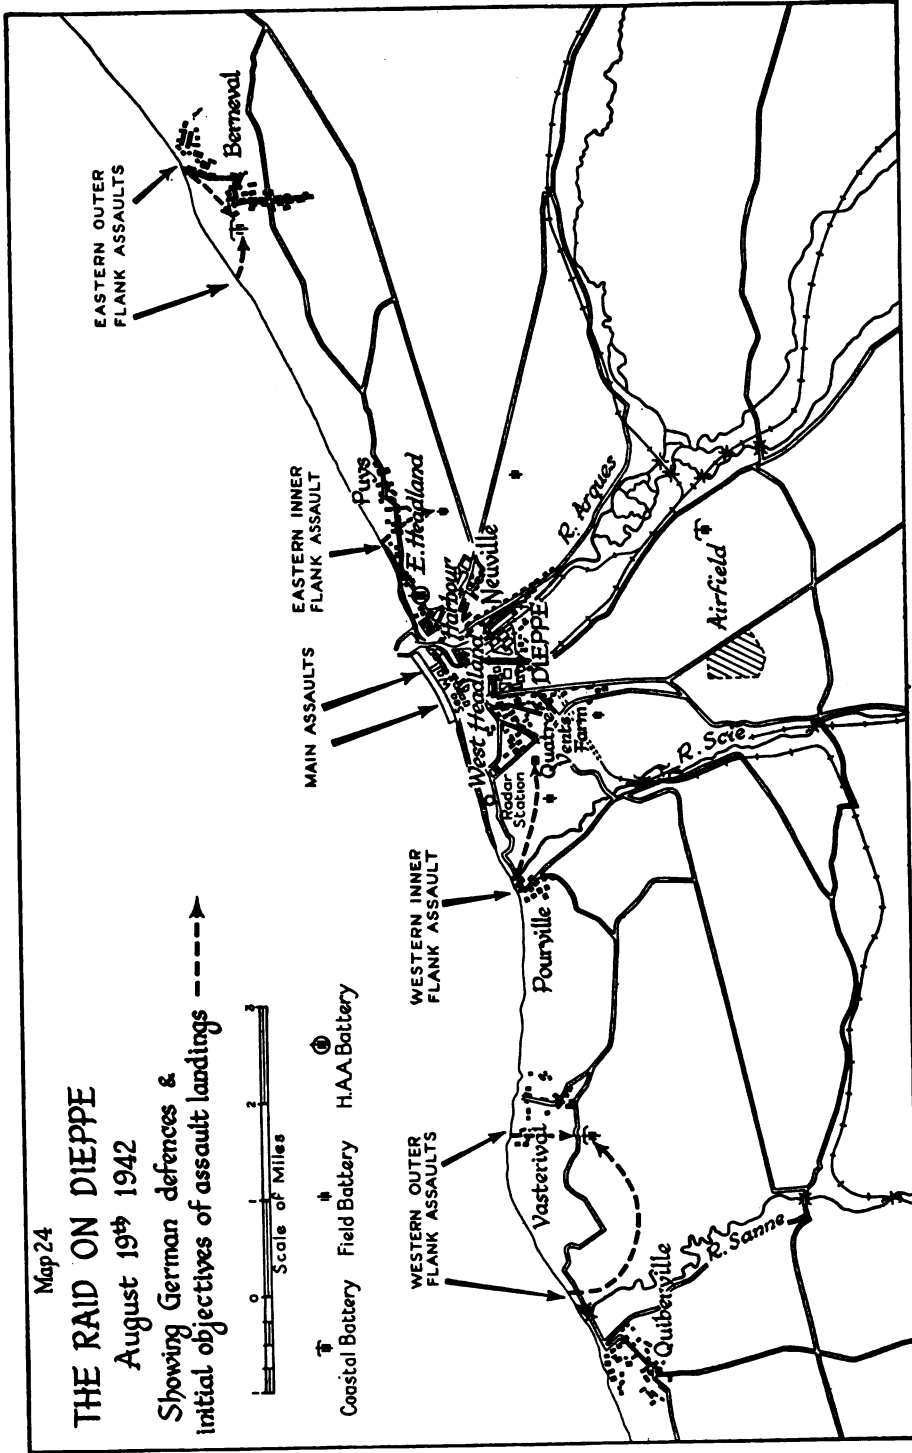 Map 24
THE RAID ON DIEPPE
August 19th 1942
Showing German defences &
initial objectives of assault landings
1 0 1 2 3
Scale of Miles
Coastal Battery Field Battery H.A.A. Battery
WESTERN OUTER
FLANK ASSAULTS
WESTERN INNER
FLANK ASSAULT
MAIN ASSAULTS
EASTERN INNER
FLANK ASSAULT
EASTERN OUTER
FLANK ASSAULTS
Quiberville
R. Sanne
Vasterival
Pourville
Radar
Station
Quatre
Vents
Farm
West Headland
R. Scie
DIEPPE
Harbour
Neuville
E. Headland
Puys
Berneval
R. Arques
Airfield